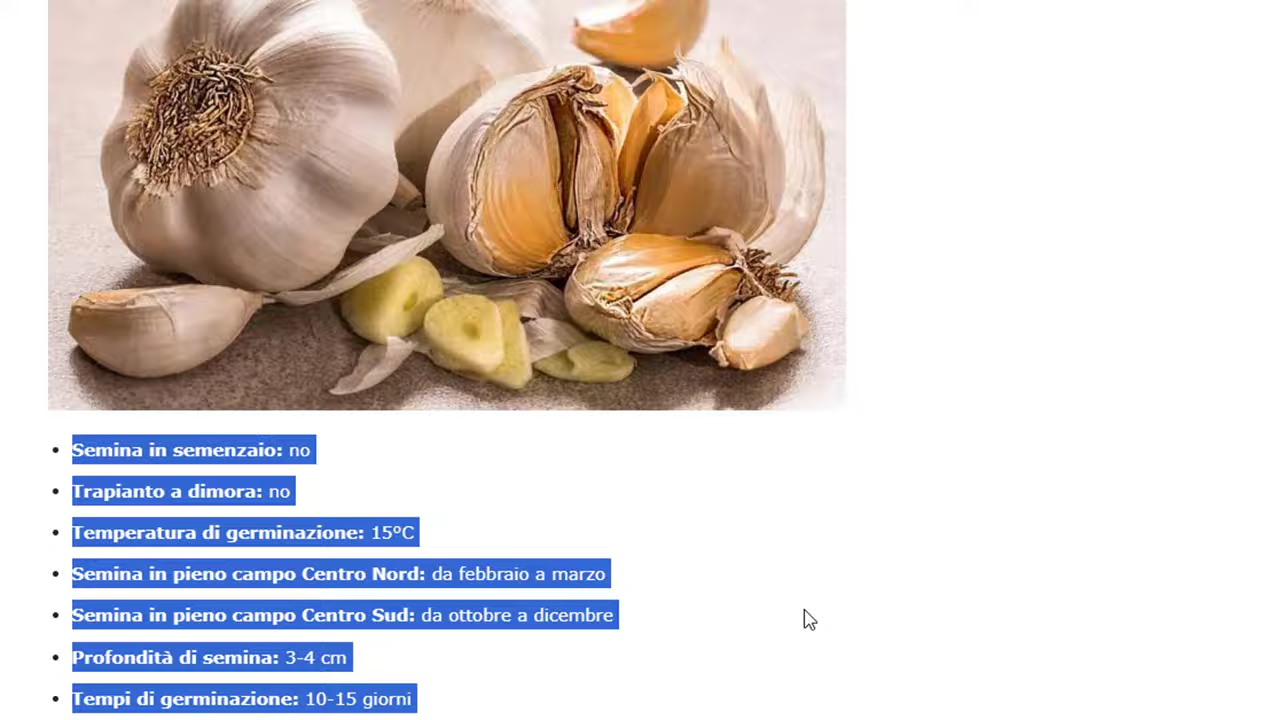 Semina in semenzaio: no
Trapianto a dimora: no
Temperatura di germinazione: 15°C
Semina in pieno campo Centro Nord: da febbraio a marzo
Semina in pieno campo Centro Sud: da ottobre a dicembre
Profondità di semina: 3-4 cm
Tempi di germinazione: 10-15 giorni